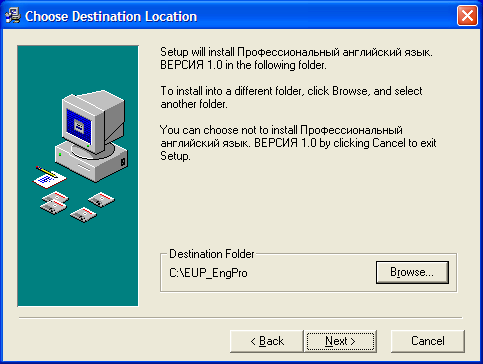 Choose Destination Location
Setup will install Профессиональный английский язык.
ВЕРСИЯ 1.0 in the following folder.
To install into a different folder, click Browse, and select
another folder.
You can choose not to install Профессиональный
английский язык. ВЕРСИЯ 1.0 by clicking Cancel to exit
Setup.
Destination Folder
C:\EUP_EngPro
Browse...
< Back
Next >
Cancel